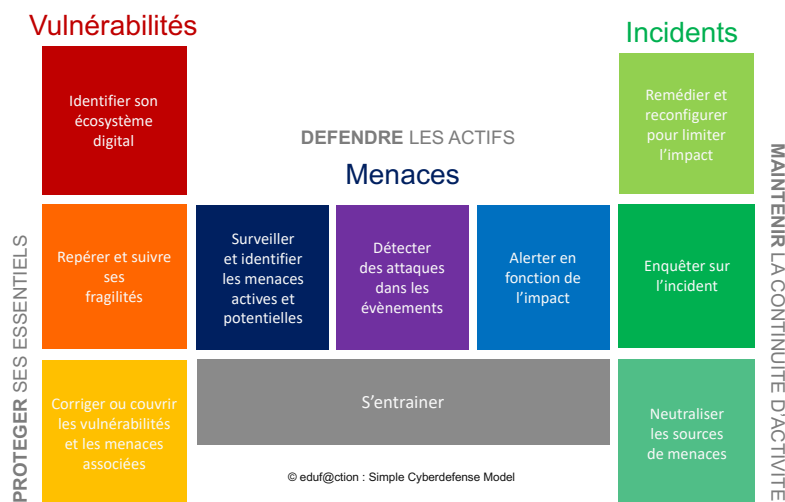 Vulnérabilités
Incidents
Identifier son
écosystème
digital
Remédier et
reconfigurer
pour limiter
l'impact
DEFENDRE LES ACTIFS
Menaces
PROTEGER SES ESSENTIELS
MAINTENIR LA CONTINUITE D'ACTIVITE
Repérer et suivre
ses
fragilités
Surveiller
et identifier
les menaces
actives et
potentielles
Détecter
des attaques
dans les
évènements
Alerter en
fonction de
l'impact
Enquêter sur
l'incident
Corriger ou couvrir
les vulnérabilités
et les menaces
associées
S'entrainer
Neutraliser
les sources
de menaces
© eduf@ction : Simple Cyberdefense Model